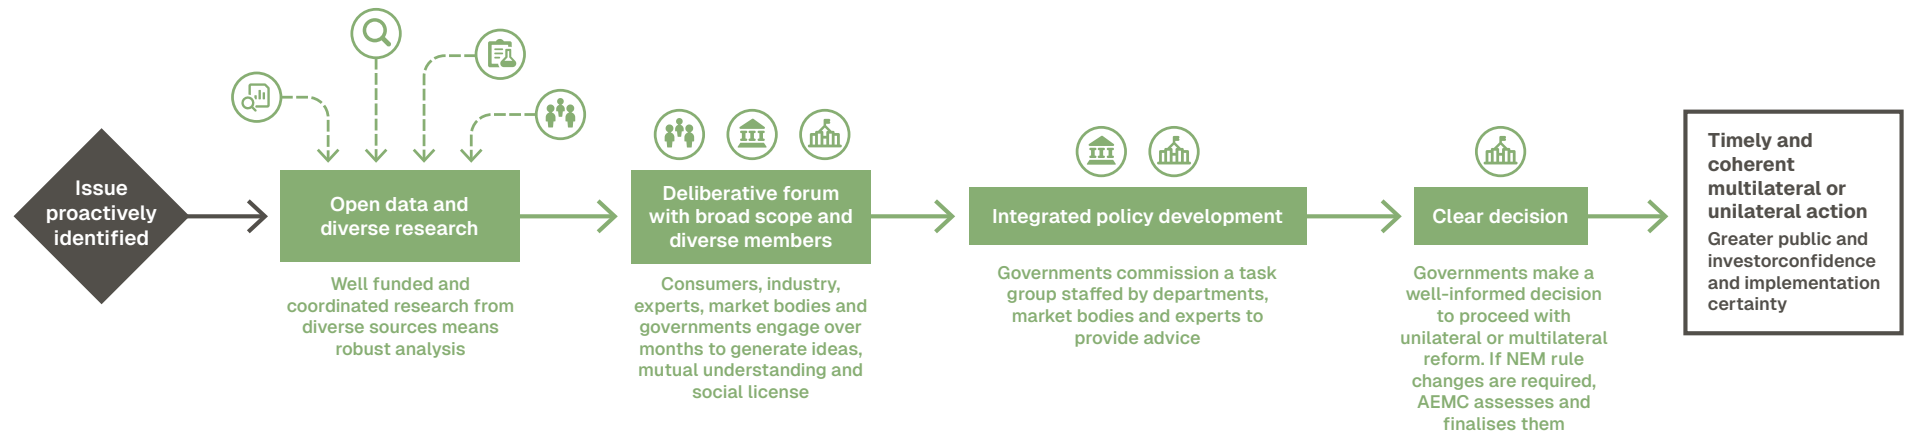 Issue
proactively
identified
Open data and
diverse research
Well funded and
coordinated research from
diverse sources means
robust analysis
Deliberative forum
with broad scope and
diverse members
Consumers, industry,
experts, market bodies and
governments engage over
months to generate ideas,
mutual understanding and
social license
Integrated policy development
Governments commission a task
group staffed by departments,
market bodies and experts to
provide advice
Clear decision
Governments make a
well-informed decision
to proceed with
unilateral or multilateral
reform. If NEM rule
changes are required,
AEMC assesses and
finalises them
Timely and
coherent
multilateral or
unilateral action
Greater public and
investorconfidence
and implementation
certainty